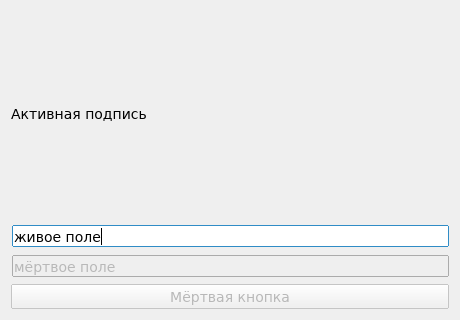 Активная подпись
живое поле
мёртвое поле
Мёртвая кнопка